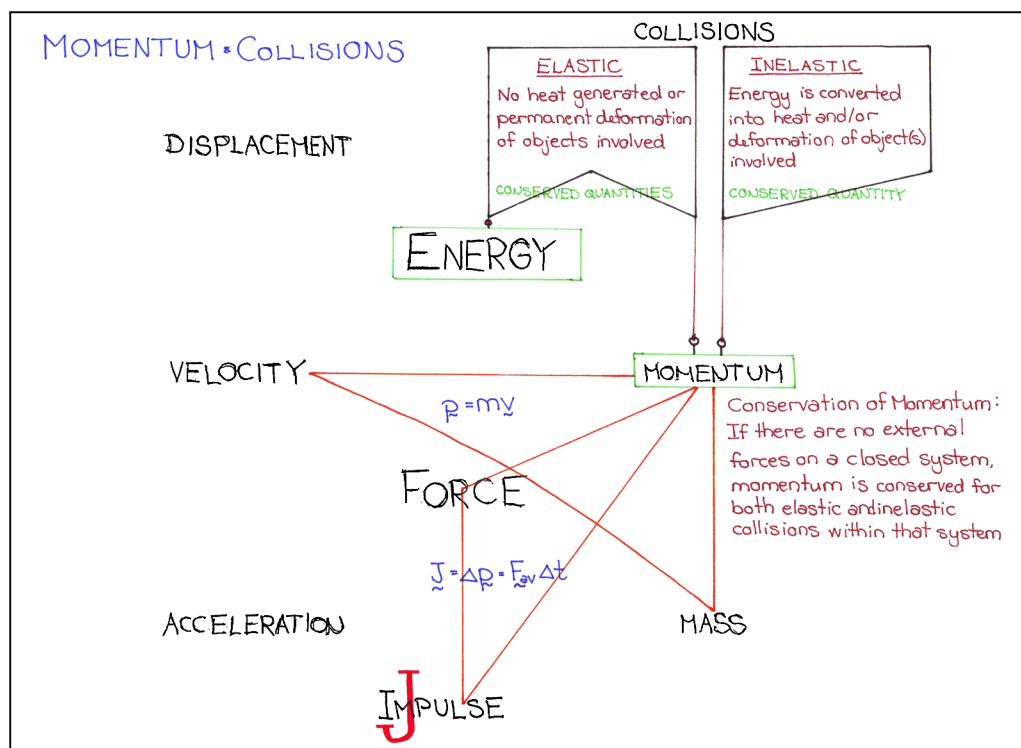 MOMENTUM & COLLISIONS
COLLISIONS
ELASTIC
No heat generated or
permanent deformation
of objects involved
CONSERVED QUANTITIES
INELASTIC
Energy is converted
into heat and/or
deformation of object(s)
involved
CONSERVED QUANTITY
DISPLACEMENT
ENERGY
VELOCITY
MOMENTUM
p = mv
Conservation of Momentum:
If there are no external
forces on a closed system,
momentum is conserved for
both elastic and inelastic
collisions within that system
FORCE
J = Δp = Fav Δt
ACCELERATION
MASS
IMPULSE
J